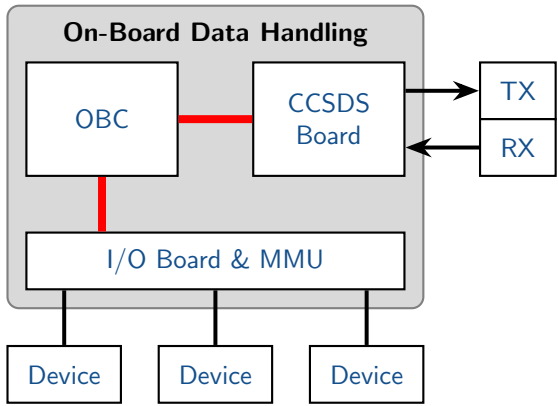 On-Board Data Handling
OBC
CCSDS
Board
TX
RX
I/O Board & MMU
Device
Device
Device